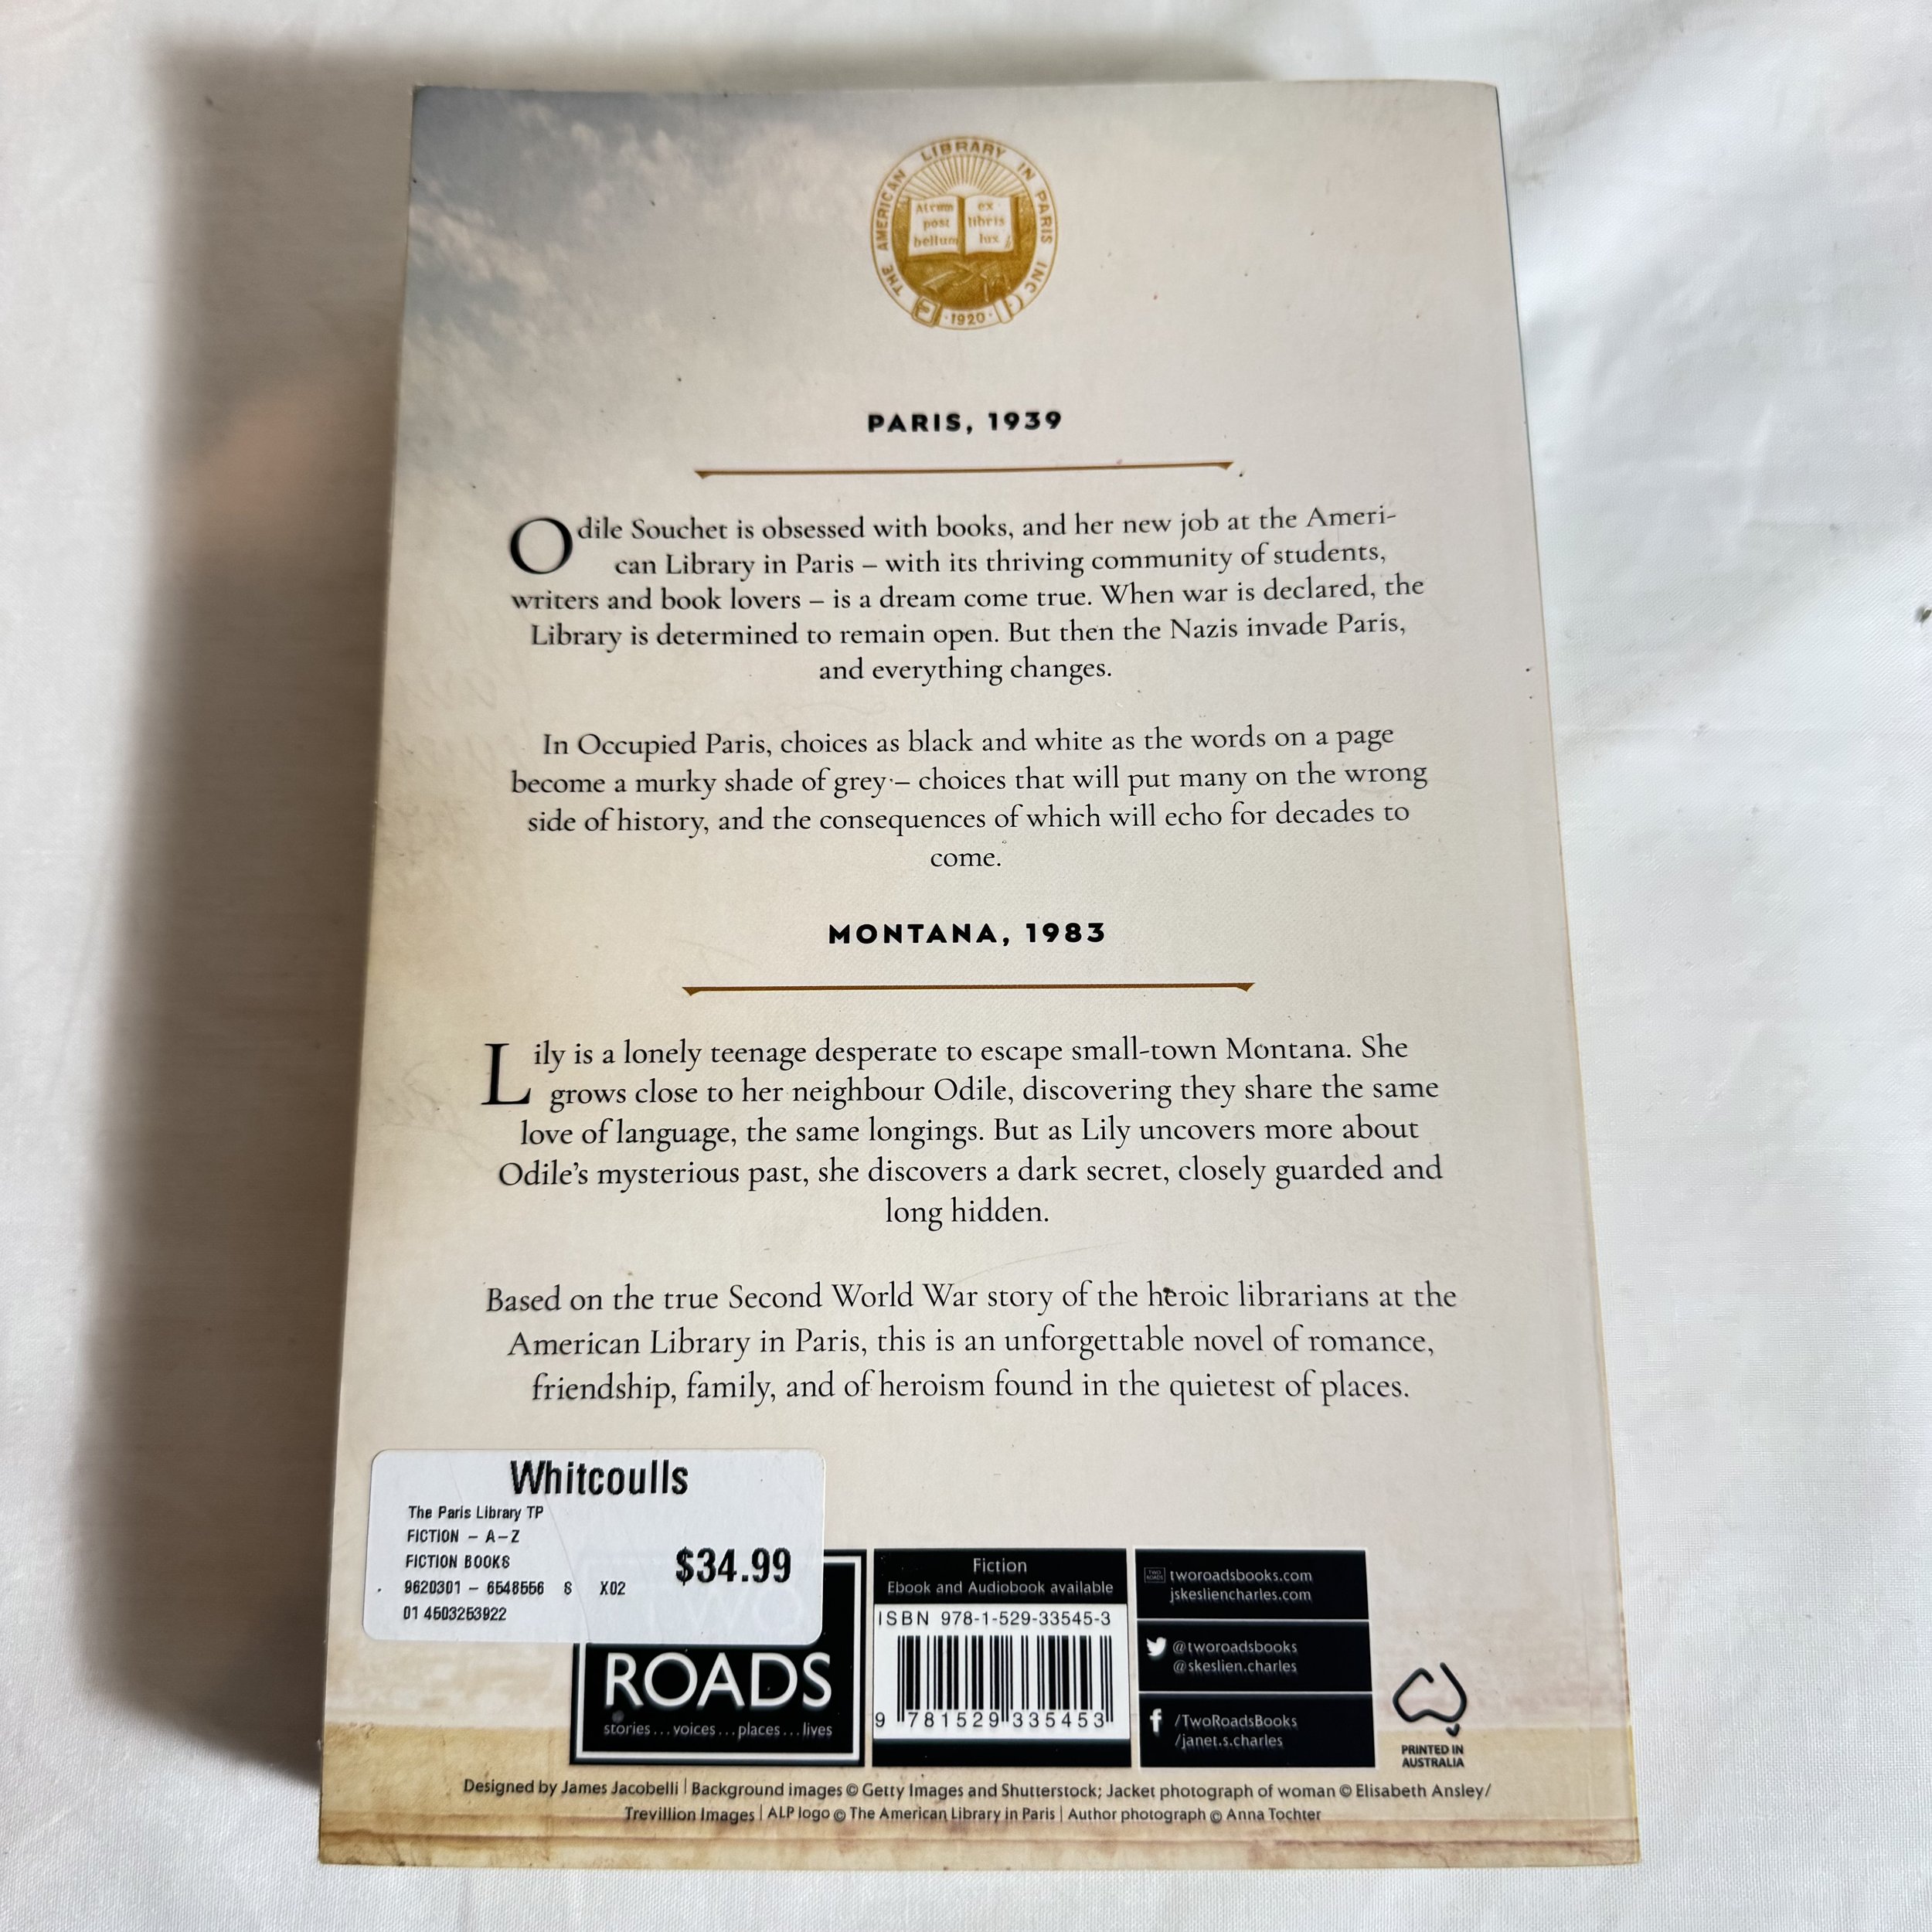 THE AMERICAN LIBRARY IN PARIS INC
Atrum ex
post libris
bellum lux
·1920·
PARIS, 1939
Odile Souchet is obsessed with books, and her new job at the Ameri-
can Library in Paris – with its thriving community of students,
writers and book lovers – is a dream come true. When war is declared, the
Library is determined to remain open. But then the Nazis invade Paris,
and everything changes.
In Occupied Paris, choices as black and white as the words on a page
become a murky shade of grey – choices that will put many on the wrong
side of history, and the consequences of which will echo for decades to
come.
MONTANA, 1983
Lily is a lonely teenage desperate to escape small-town Montana. She
grows close to her neighbour Odile, discovering they share the same
love of language, the same longings. But as Lily uncovers more about
Odile's mysterious past, she discovers a dark secret, closely guarded and
long hidden.
Based on the true Second World War story of the heroic librarians at the
American Library in Paris, this is an unforgettable novel of romance,
friendship, family, and of heroism found in the quietest of places.
Whitcoulls
The Paris Library TP
FICTION - A-Z
FICTION BOOKS
$34.99
9620301 - 6548556 S X02
01 4503253922
TWO
ROADS
stories...voices...places...lives
Fiction
Ebook and Audiobook available
ISBN 978-1-529-33545-3
9 781529 335453
TWO ROADS
tworoadsbooks.com
jskesliencharles.com
@tworoadsbooks
@skeslien.charles
f /TwoRoadsBooks
/janet.s.charles
PRINTED IN
AUSTRALIA
Designed by James Jacobelli | Background images © Getty Images and Shutterstock; Jacket photograph of woman © Elisabeth Ansley/
Trevillion Images | ALP logo © The American Library in Paris | Author photograph © Anna Tochter